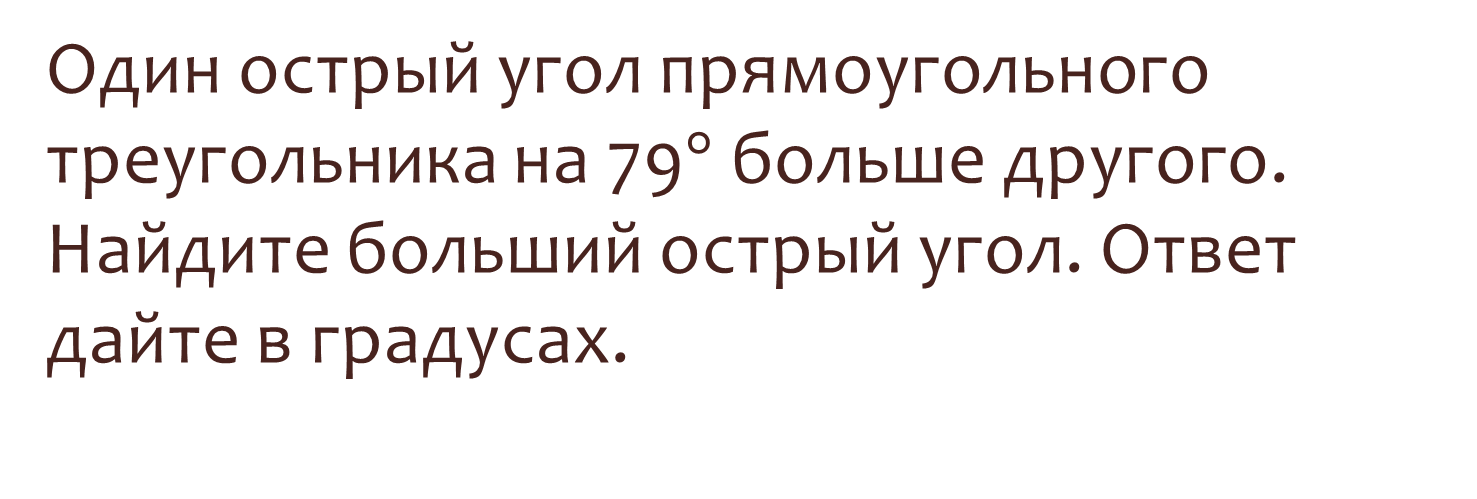 Один острый угол прямоугольного
треугольника на 79° больше другого.
Найдите больший острый угол. Ответ
дайте в градусах.